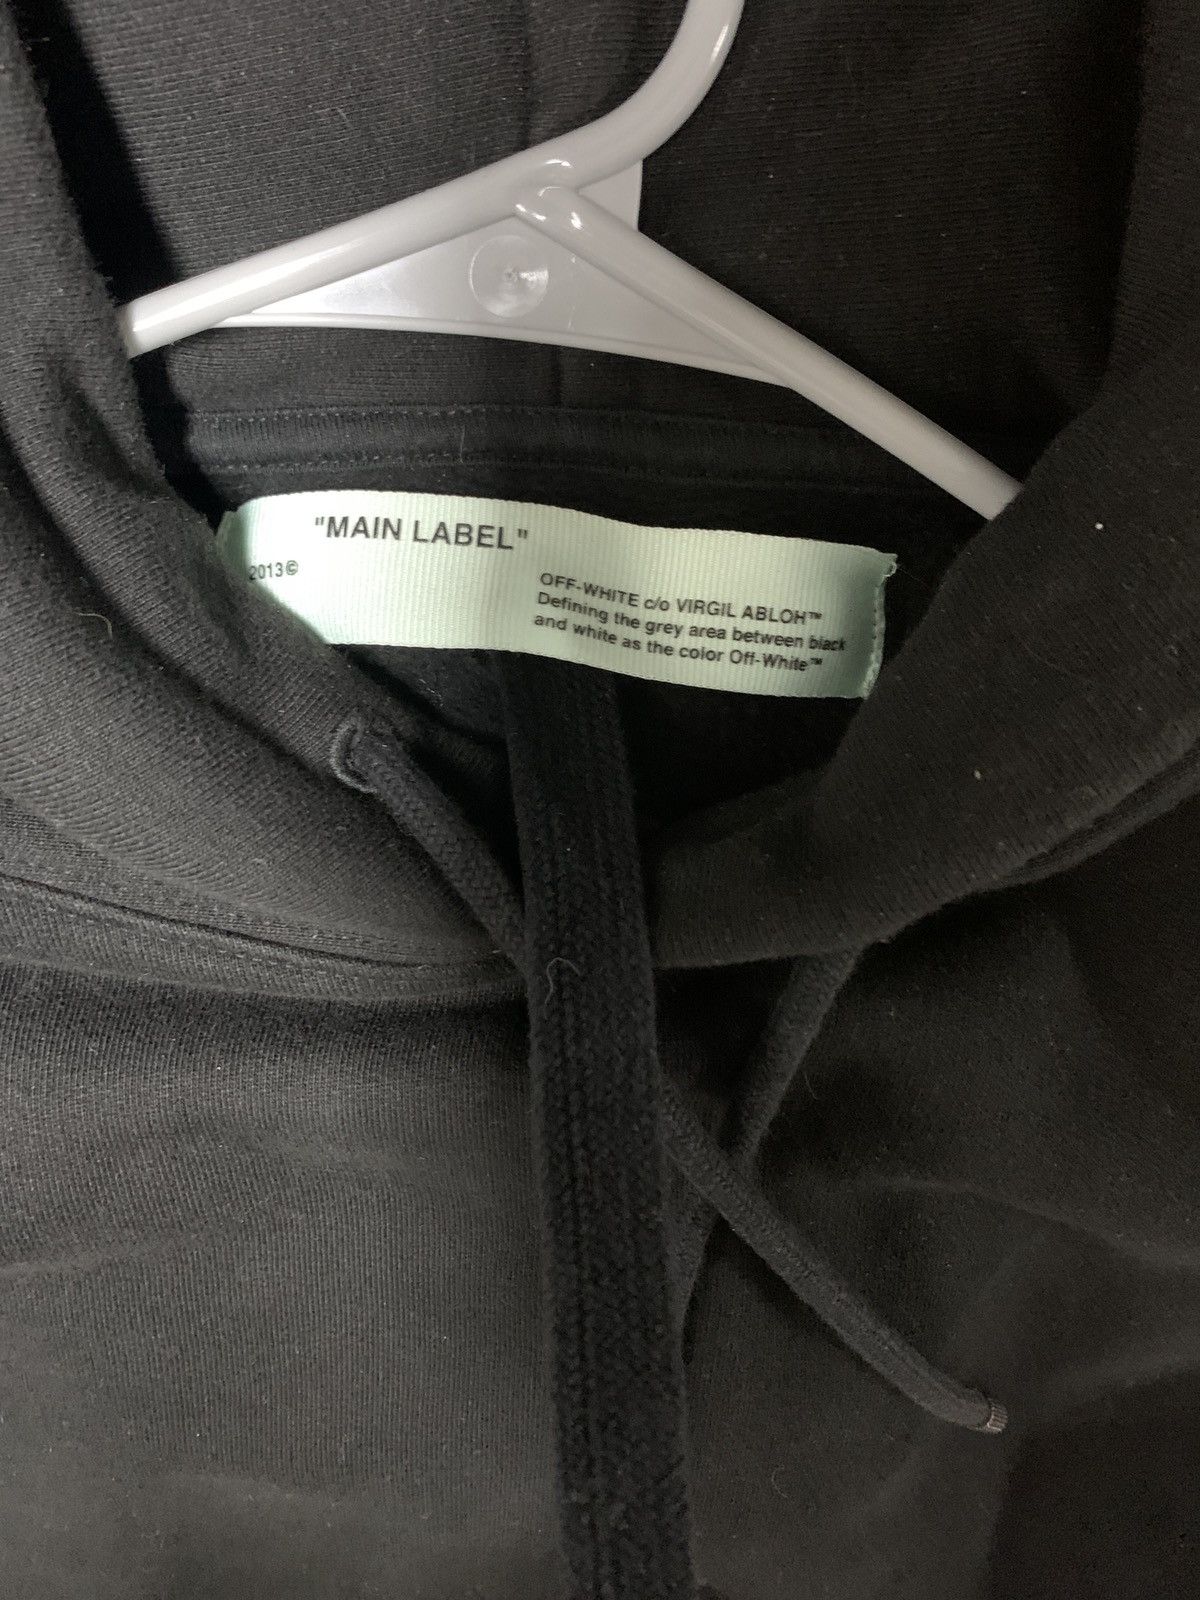 "MAIN LABEL"
2013©
OFF-WHITE c/o VIRGIL ABLOH™
Defining the grey area between black
and white as the color Off-White™